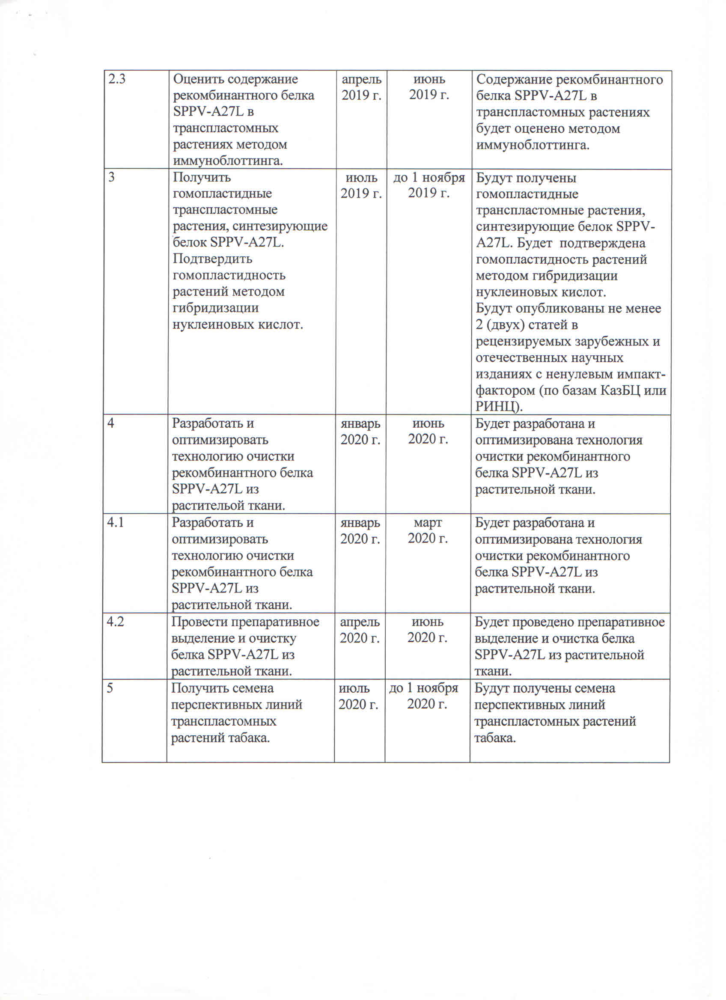 2.3
Оценить содержание
рекомбинантного белка
SPPV-A27L в
транспластомных
растениях методом
иммуноблоттинга.
апрель
2019 г.
июнь
2019 г.
Содержание рекомбинантного
белка SPPV-A27L в
транспластомных растениях
будет оценено методом
иммуноблоттинга.
3
Получить
гомопластидные
транспластомные
растения, синтезирующие
белок SPPV-A27L.
Подтвердить
гомопластидность
растений методом
гибридизации
нуклеиновых кислот.
июль
2019 г.
до 1 ноября
2019 г.
Будут получены
гомопластидные
транспластомные растения,
синтезирующие белок SPPV-
A27L. Будет подтверждена
гомопластидность растений
методом гибридизации
нуклеиновых кислот.
Будут опубликованы не менее
2 (двух) статей в
рецензируемых зарубежных и
отечественных научных
изданиях с ненулевым импакт-
фактором (по базам КазБЦ или
РИНЦ).
4
Разработать и
оптимизировать
технологию очистки
рекомбинантного белка
SPPV-A27L из
раститељой ткани.
январь
2020 г.
июнь
2020 г.
Будет разработана и
оптимизирована технология
очистки рекомбинантного
белка SPPV-A27L из
растительной ткани.
4.1
Разработать и
оптимизировать
технологию очистки
рекомбинантного белка
SPPV-A27L из
растительной ткани.
январь
2020 г.
март
2020 г.
Будет разработана и
оптимизирована технология
очистки рекомбинантного
белка SPPV-A27L из
растительной ткани.
4.2
Провести препаративное
выделение и очистку
белка SPPV-A27L из
растительной ткани.
апрель
2020 г.
июнь
2020 г.
Будет проведено препаративное
выделение и очистка белка
SPPV-A27L из растительной
ткани.
5
Получить семена
перспективных линий
транспластомных
растений табака.
июль
2020 г.
до 1 ноября
2020 г.
Будут получены семена
перспективных линий
транспластомных растений
табака.